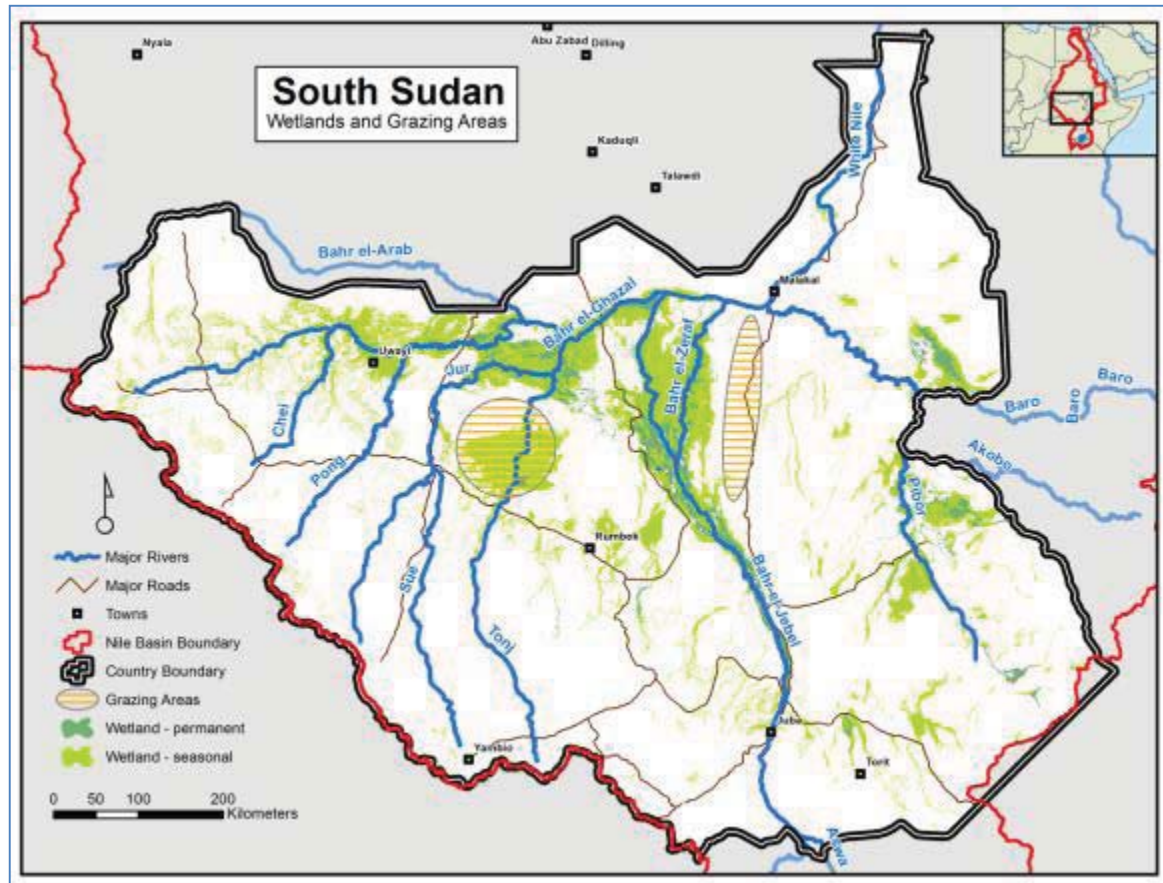 Nyala
Abu Zabad
Dilling
South Sudan
Wetlands and Grazing Areas
Kaduqli
Talawdi
White Nile
Bahr el-Arab
Malakal
Bahr el-Ghazal
Uwayl
Jur
Bahr el-Zeraf
Baro
Baro
Baro
Chei
Akobo
Pong
Pibor
Rumbek
Süe
Bahr-el-Jebel
Tonj
Juba
Yambio
Torit
Aswa
Major Rivers
Major Roads
Towns
Nile Basin Boundary
Country Boundary
Grazing Areas
Wetland - permanent
Wetland - seasonal
0 50 100 200
Kilometers